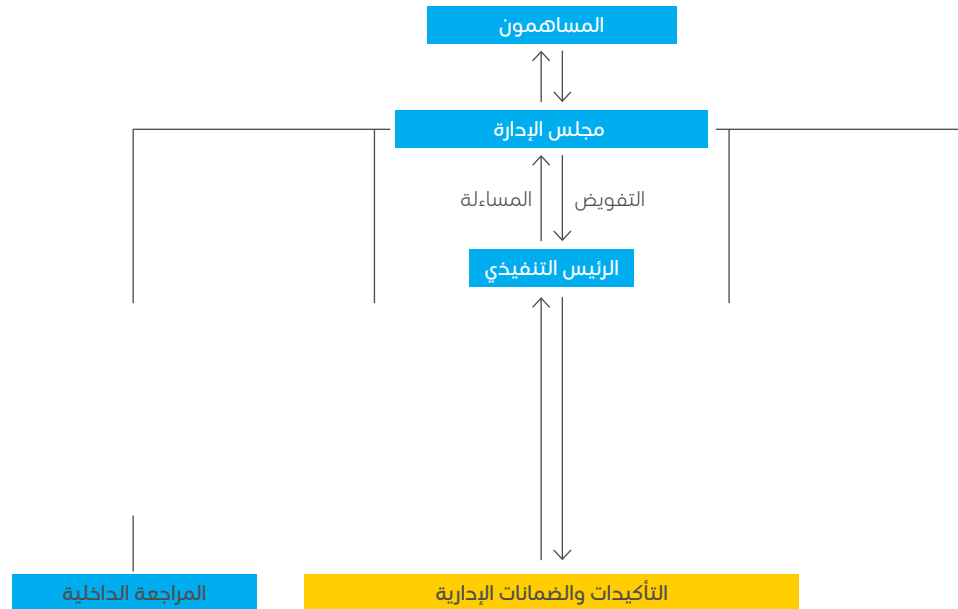 المساهمون
مجلس الإدارة
التفويض
المساءلة
الرئيس التنفيذي
التأكيدات والضمانات الإدارية
المراجعة الداخلية